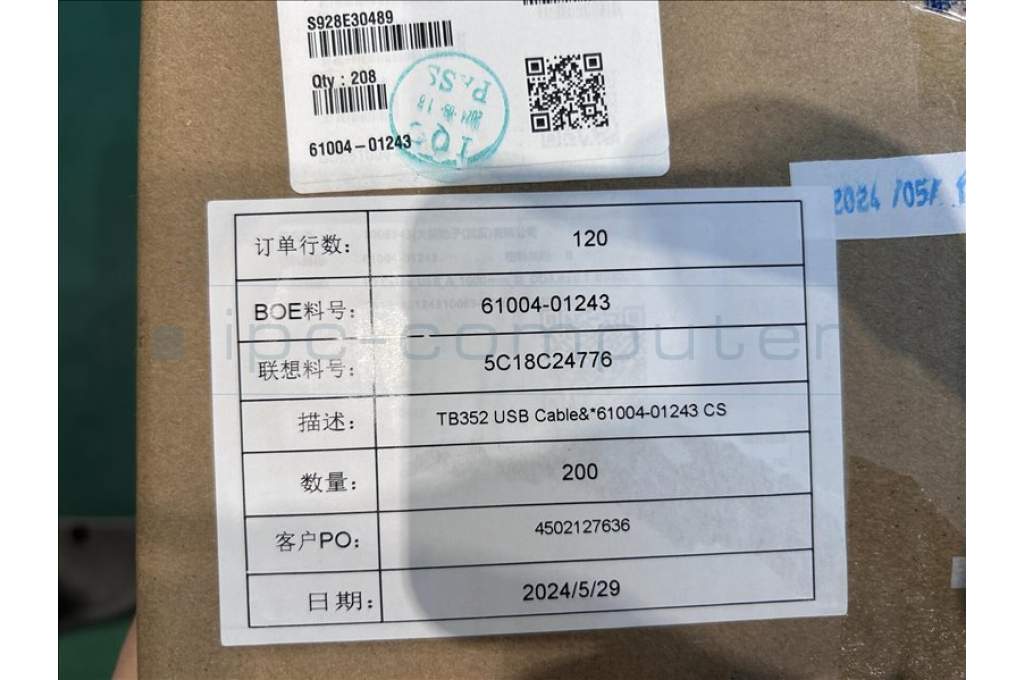 S928E30489
Qty : 208
61004-01243
PASS
IQC
2024 /05/
订单行数： 120
BOE料号： 61004-01243
联想料号： 5C18C24776
描述： TB352 USB Cable&*61004-01243 CS
数量： 200
客户PO： 4502127636
日期： 2024/5/29
ipc-computer